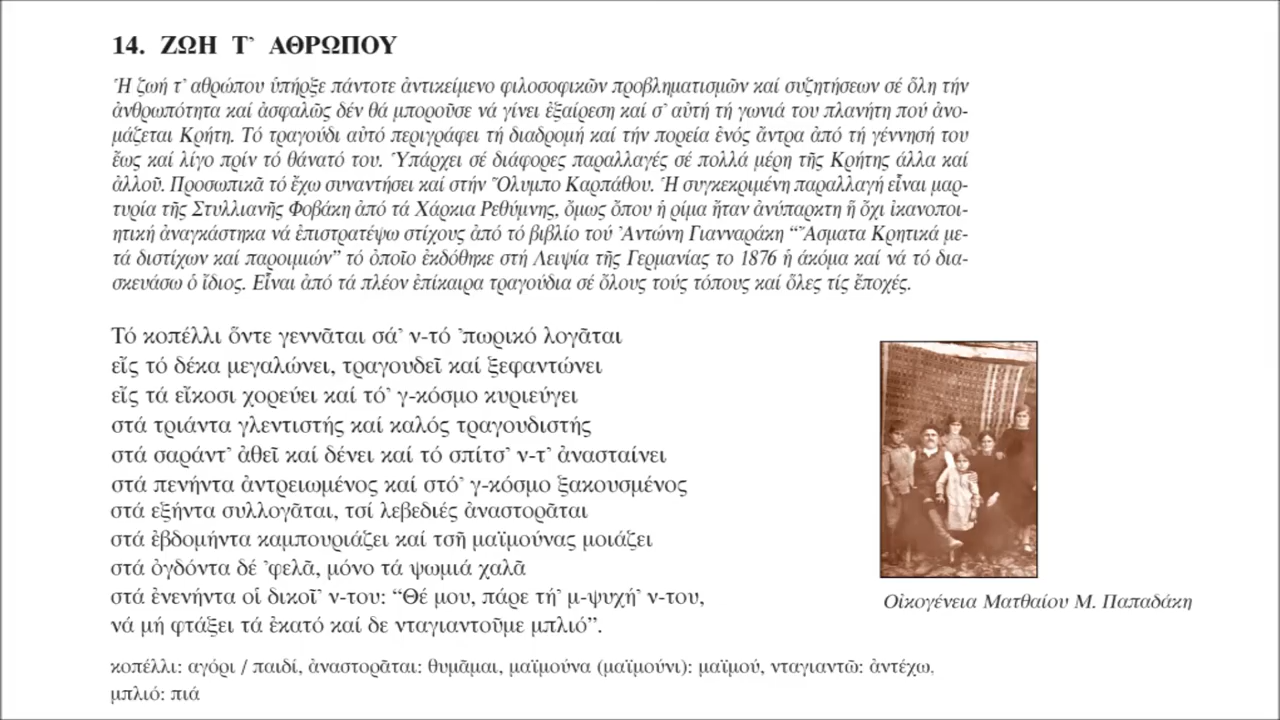 14. ΖΩΗ Τ᾿ ΑΘΡΩΠΟΥ
Ἡ ζωή τ᾿ αθρώπου ὑπήρξε πάντοτε ἀντικείμενο φιλοσοφικῶν προβληματισμῶν καί συζητήσεων σέ ὅλη τήν
ἀνθρωπότητα καί ἀσφαλῶς δέν θά μποροῦσε νά γίνει ἐξαίρεση καί σ᾿ αὐτή τή γωνιά του πλανήτη πού ὀνο-
μάζεται Κρήτη. Τό τραγούδι αὐτό περιγράφει τή διαδρομή καί τήν πορεία ἑνός ἄντρα ἀπό τή γέννησή του
ἕως καί λίγο πρίν τό θάνατό του. Ὑπάρχει σέ διάφορες παραλλαγές σέ πολλά μέρη τῆς Κρήτης άλλα καί
ἀλλοῦ. Προσωπικᾶ τό ἔχω συναντήσει καί στήν Ὄλυμπο Καρπάθου. Ἡ συγκεκριμένη παραλλαγή εἶναι μαρ-
τυρία τῆς Στυλλιανῆς Φοβάκη ἀπό τά Χάρκια Ρεθύμνης, ὅμως ὅπου ἡ ρίμα ἤταν ἀνύπαρκτη ἤ ὄχι ἱκανοποι-
ητική ἀναγκάστηκα νά ἐπιστρατέψω στίχους ἀπό τό βιβλίο τού Ἀντώνη Γιανναράκη “Ἄσματα Κρητικά με-
τά διστίχων καί παροιμιών” τό ὁποῖο ἐκδόθηκε στή Λειψία τῆς Γερμανίας το 1876 ἡ ἀκόμα καί νά τό δια-
σκευάσω ὁ ἴδιος. Εἶναι ἀπό τά πλέον ἐπίκαιρα τραγούδια σέ ὅλους τούς τόπους καί ὅλες τίς ἐποχές.
Τό κοπέλλι ὅντε γεννᾶται σά᾿ ν-τό ᾿πωρικό λογᾶται
εἶς τό δέκα μεγαλώνει, τραγουδεῖ καί ξεφαντώνει
εἶς τά εἴκοσι χορεύει καί τό᾿ γ-κόσμο κυριεύγει
στά τριάντα γλεντιστής καί καλός τραγουδιστής
στά σαράντ᾿ ἀθεῖ καί δένει καί τό σπίτσ᾿ ν-τ᾿ ἀνασταίνει
στά πενήντα ἀντρειωμένος καί στό᾿ γ-κόσμο ξακουσμένος
στά εξήντα συλλογᾶται, τσί λεβεδιές ἀναστορᾶται
στά ἑβδομήντα καμπουριάζει καί τσῆ μαϊμούνας μοιάζει
στά ὀγδόντα δέ ᾿φελᾶ, μόνο τά ψωμιά χαλᾶ
στά ἐνενήντα οἱ δικοῖ᾿ ν-του: “Θέ μου, πάρε τή᾿ μ-ψυχή᾿ ν-του,
νά μή φτάξει τά ἑκατό καί δε νταγιαντοῦμε μπλιό”.
Οἰκογένεια Ματθαίου Μ. Παπαδάκη
κοπέλλι: αγόρι / παιδί, ἀναστορᾶται: θυμᾶμαι, μαϊμούνα (μαϊμούνι): μαϊμού, νταγιαντῶ: ἀντέχω,
μπλιό: πιά